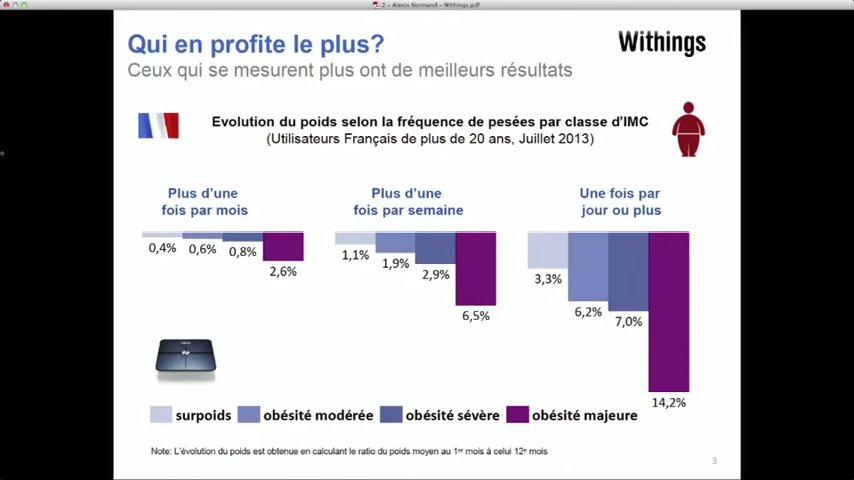 2 – Alexis Normand – Withings.pdf
Qui en profite le plus?
Withings
Ceux qui se mesurent plus ont de meilleurs résultats
Evolution du poids selon la fréquence de pesées par classe d'IMC
(Utilisateurs Français de plus de 20 ans, Juillet 2013)
Plus d'une
fois par mois
Plus d'une
fois par semaine
Une fois par
jour ou plus
0,4%
0,6%
0,8%
2,6%
1,1%
1,9%
2,9%
6,5%
3,3%
6,2%
7,0%
14,2%
surpoids
obésité modérée
obésité sévère
obésité majeure
Note: L'évolution du poids est obtenue en calculant le ratio du poids moyen au 1er mois à celui 12e mois
3